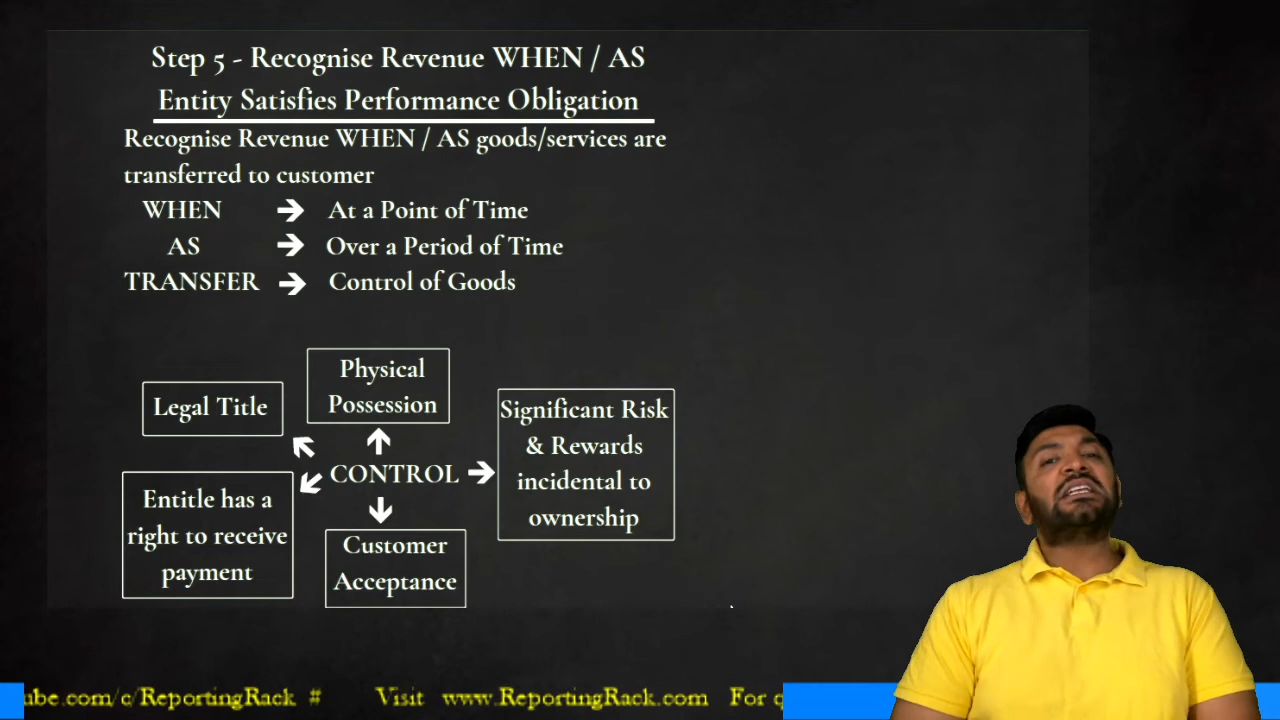 Step 5 - Recognise Revenue WHEN / AS
Entity Satisfies Performance Obligation
Recognise Revenue WHEN / AS goods/services are
transferred to customer
WHEN → At a Point of Time
AS → Over a Period of Time
TRANSFER → Control of Goods
Physical
Possession
Legal Title
Significant Risk
& Rewards
incidental to
ownership
CONTROL
Entitle has a
right to receive
payment
Customer
Acceptance
ube.com/c/ReportingRack # Visit www.ReportingRack.com For q